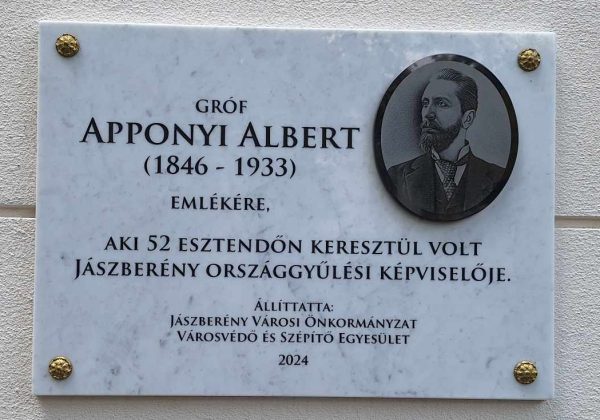 GRÓF
APPONYI ALBERT
(1846 - 1933)
EMLÉKÉRE,
AKI 52 ESZTENDŐN KERESZTÜL VOLT
JÁSZBERÉNY ORSZÁGGYŰLÉSI KÉPVISELŐJE.
ÁLLÍTTATTA:
JÁSZBERÉNY VÁROSI ÖNKORMÁNYZAT
VÁROSVÉDŐ ÉS SZÉPÍTŐ EGYESÜLET
2024